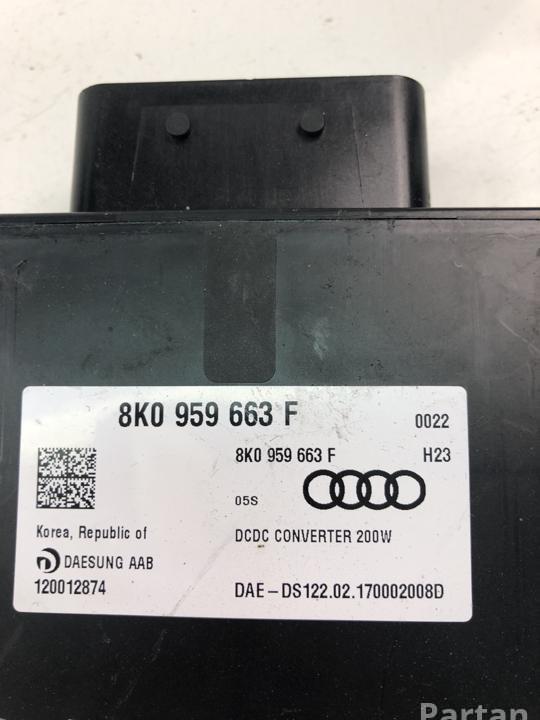 8K0 959 663 F
0022
8K0 959 663 F
H23
05S
Korea, Republic of
DCDC CONVERTER 200W
DAESUNG AAB
120012874
DAE-DS122.02.170002008D
Partan